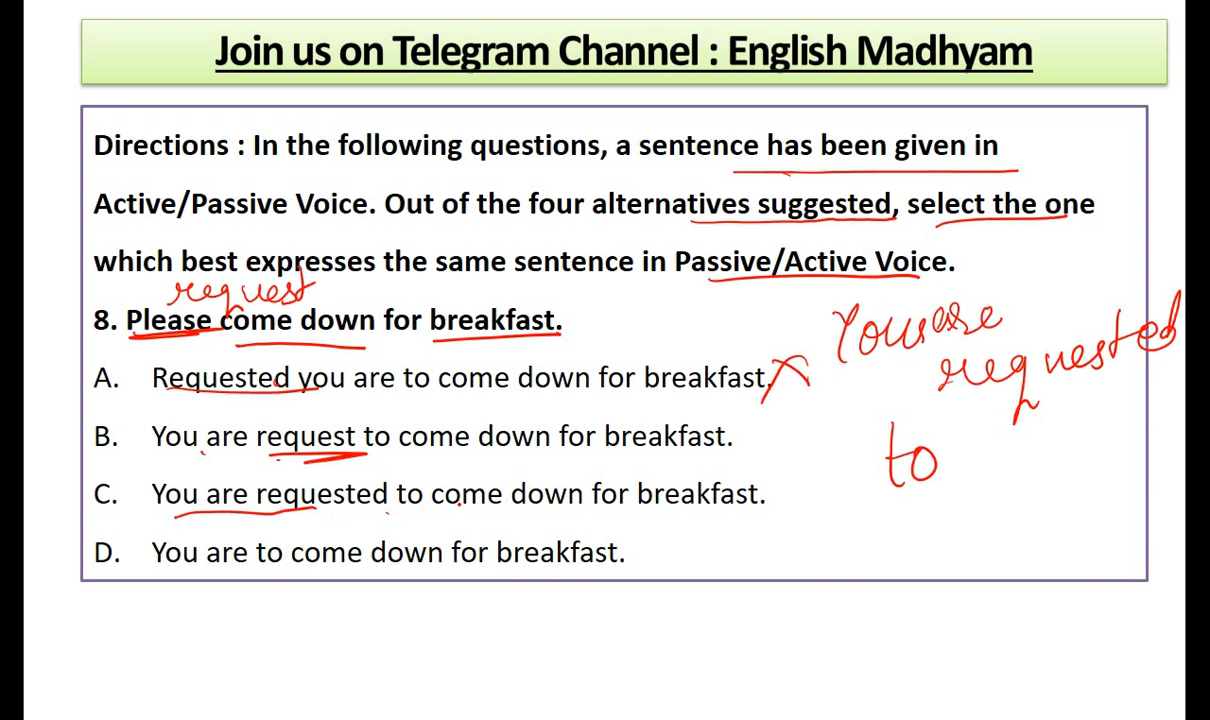 Join us on Telegram Channel : English Madhyam
Directions : In the following questions, a sentence has been given in
Active/Passive Voice. Out of the four alternatives suggested, select the one
which best expresses the same sentence in Passive/Active Voice.
request
8. Please come down for breakfast.
A. Requested you are to come down for breakfast.
B. You are request to come down for breakfast.
C. You are requested to come down for breakfast.
D. You are to come down for breakfast.
You are
requested
to